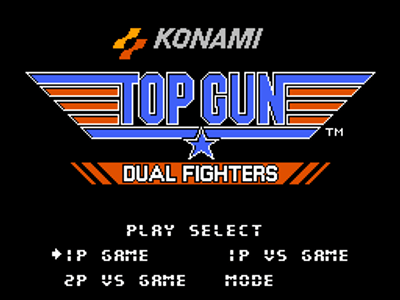 KONAMI
TOP GUN
TM
DUAL FIGHTERS
PLAY SELECT
1P GAME 1P VS GAME
2P VS GAME MODE